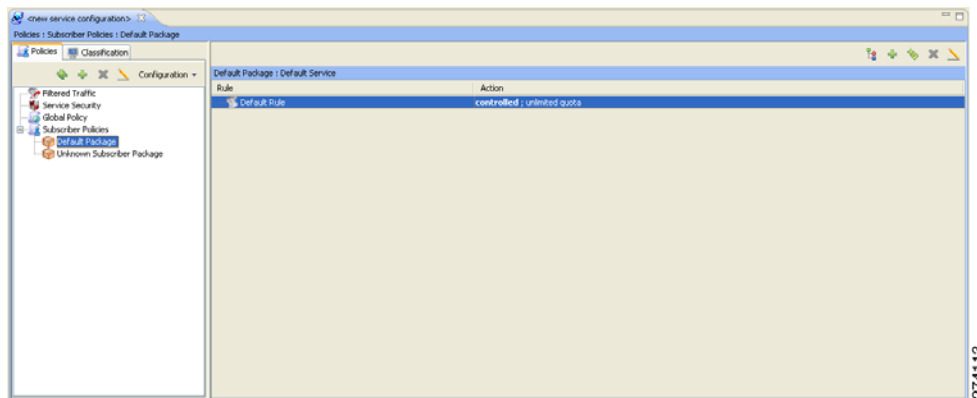 <new service configuration>
Policies : Subscriber Policies : Default Package
Policies Classification
Configuration
Default Package : Default Service
Rule Action
Default Rule controlled ; unlimited quota
Filtered Traffic
Service Security
Global Policy
Subscriber Policies
Default Package
Unknown Subscriber Package